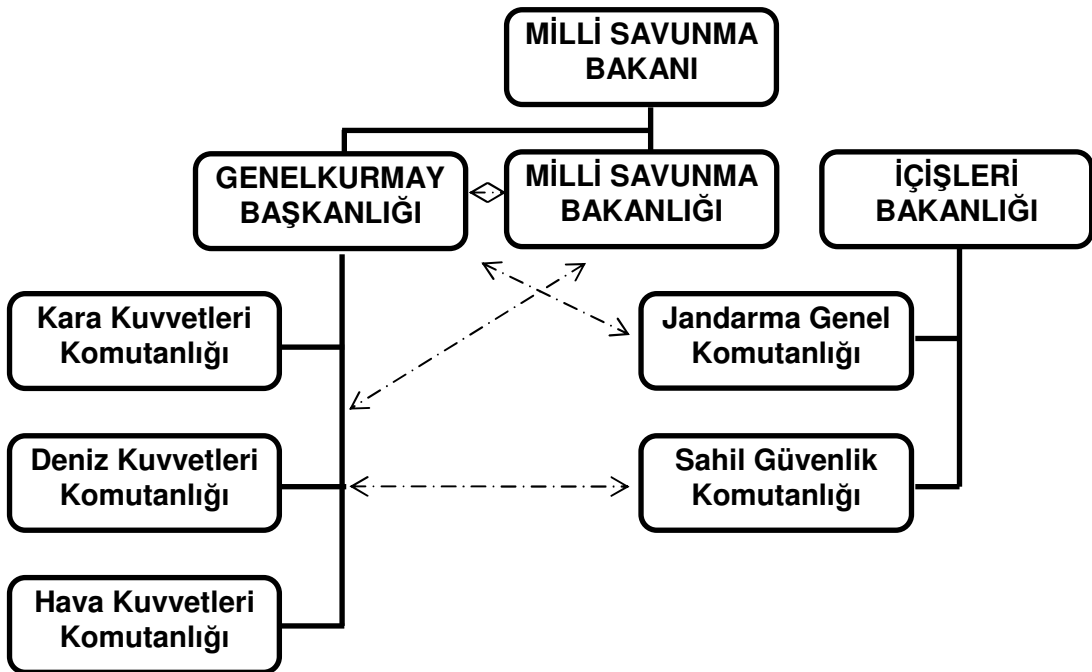 MİLLİ SAVUNMA
BAKANI
GENELKURMAY
BAŞKANLIĞI
MİLLİ SAVUNMA
BAKANLIĞI
İÇİŞLERİ
BAKANLIĞI
Kara Kuvvetleri
Komutanlığı
Jandarma Genel
Komutanlığı
Deniz Kuvvetleri
Komutanlığı
Sahil Güvenlik
Komutanlığı
Hava Kuvvetleri
Komutanlığı